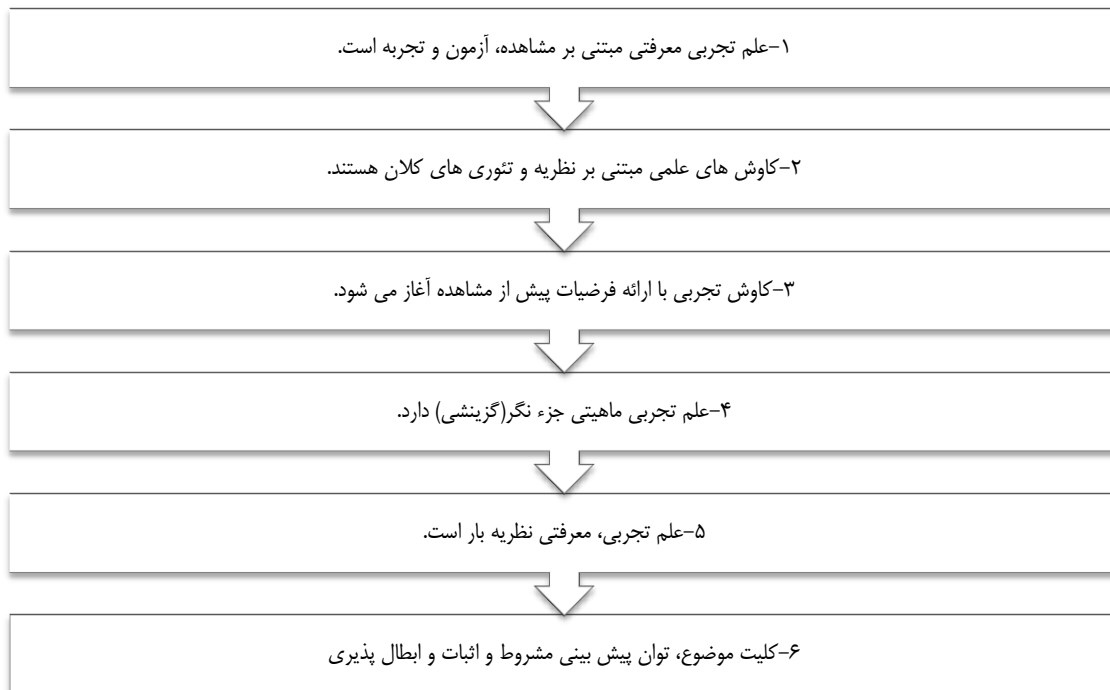 ۱-علم تجربی معرفتی مبتنی بر مشاهده، آزمون و تجربه است.
۲-کاوش های علمی مبتنی بر نظریه و تئوری های کلان هستند.
۳-کاوش تجربی با ارائه فرضیات پیش از مشاهده آغاز می شود.
۴-علم تجربی ماهیتی جزء نگر(گزینشی) دارد.
۵-علم تجربی، معرفتی نظریه بار است.
۶-کلیت موضوع، توان پیش بینی مشروط و اثبات و ابطال پذیری